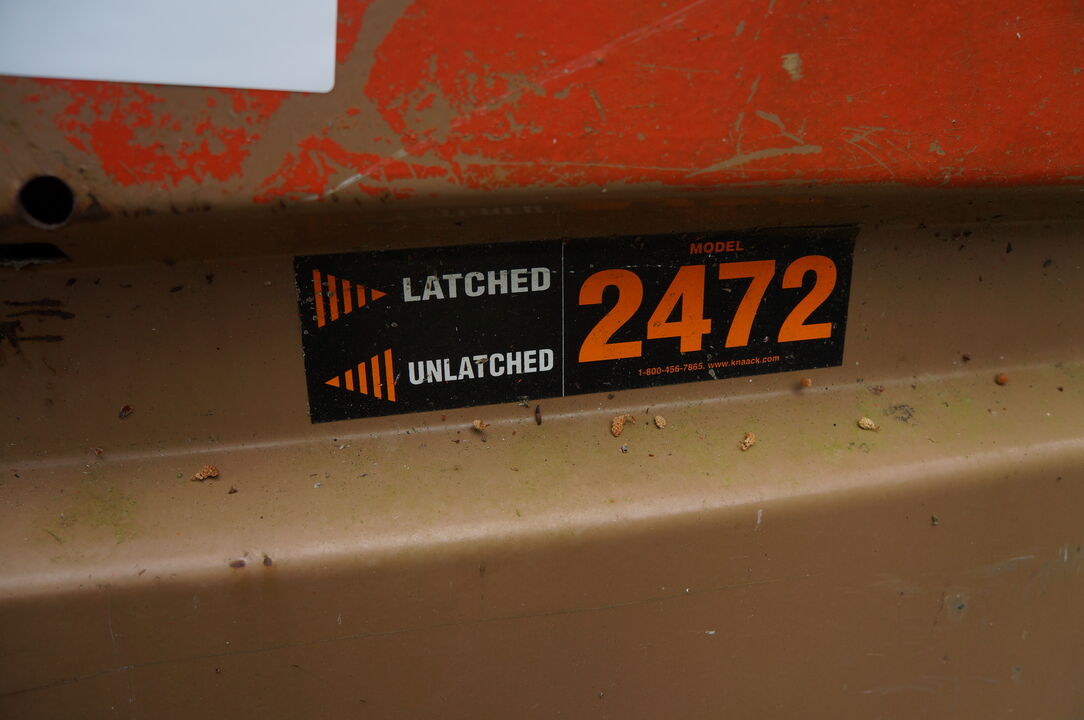 LATCHED
UNLATCHED
MODEL
2472
1-800-456-7865, www.knaack.com